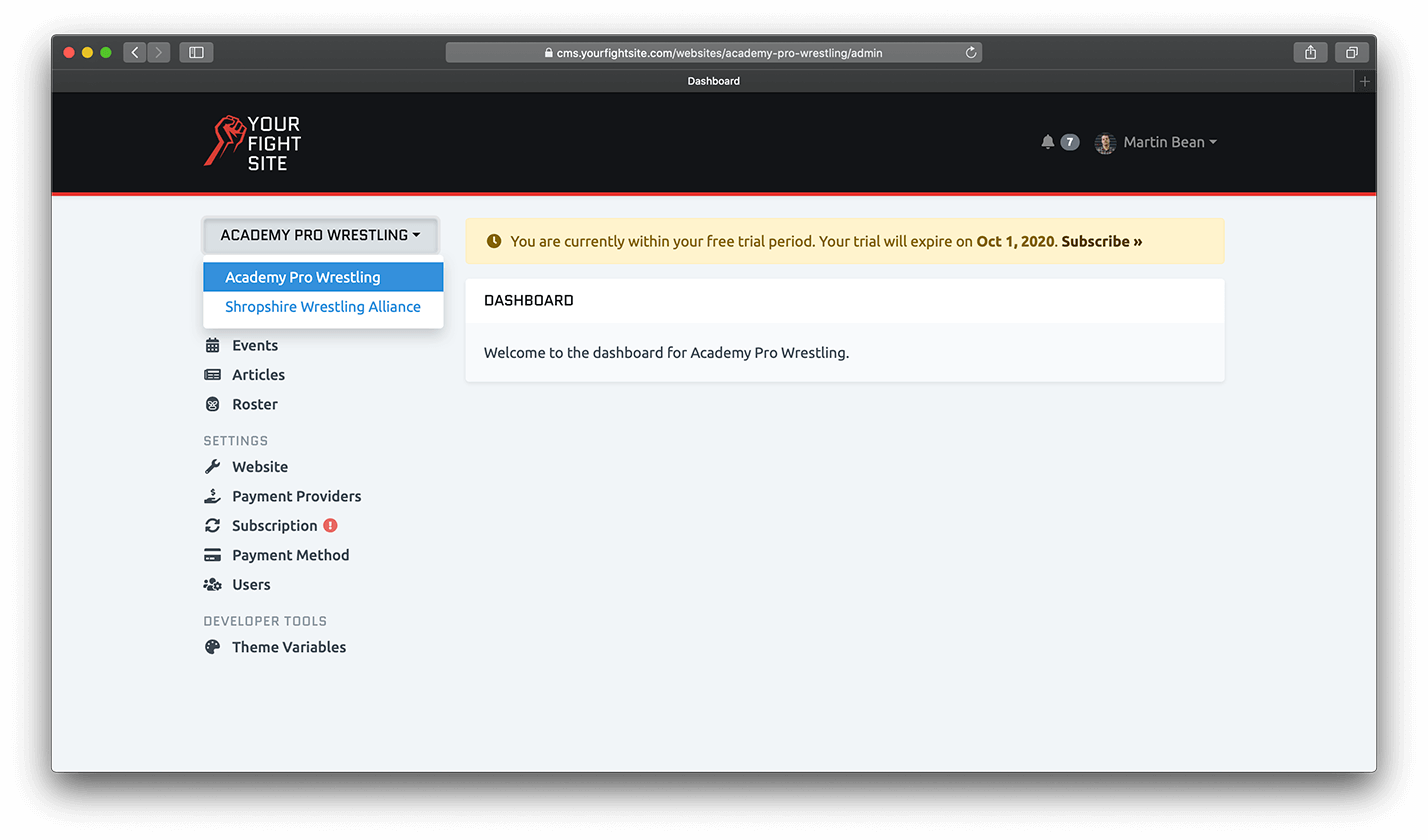 cms.yourfightsite.com/websites/academy-pro-wrestling/admin
Dashboard
YOUR
FIGHT
SITE
7
Martin Bean
ACADEMY PRO WRESTLING
Academy Pro Wrestling
Shropshire Wrestling Alliance
Events
Articles
Roster
SETTINGS
Website
Payment Providers
Subscription
Payment Method
Users
DEVELOPER TOOLS
Theme Variables
You are currently within your free trial period. Your trial will expire on Oct 1, 2020. Subscribe »
DASHBOARD
Welcome to the dashboard for Academy Pro Wrestling.